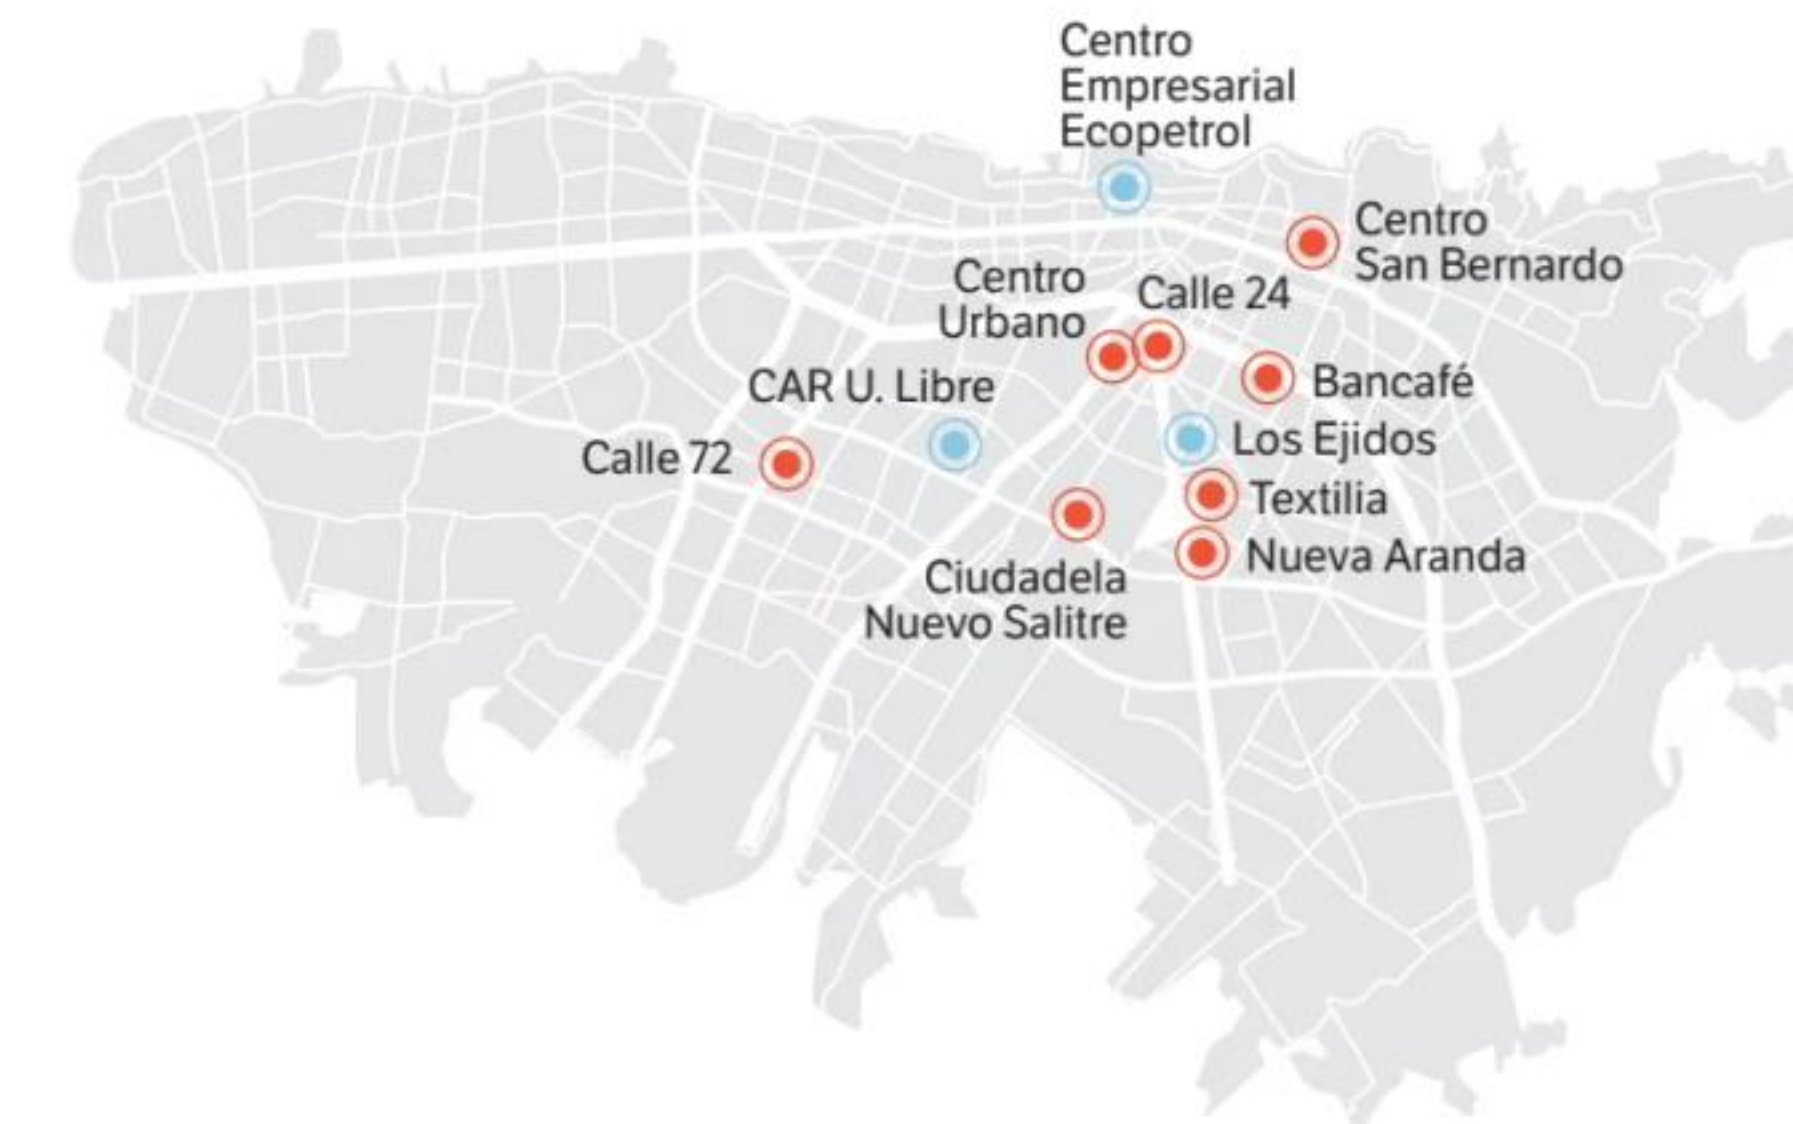 Centro
Empresarial
Ecopetrol
Centro
San Bernardo
Centro
Urbano
Calle 24
CAR U. Libre
Bancafé
Calle 72
Los Ejidos
Textilia
Nueva Aranda
Ciudadela
Nuevo Salitre